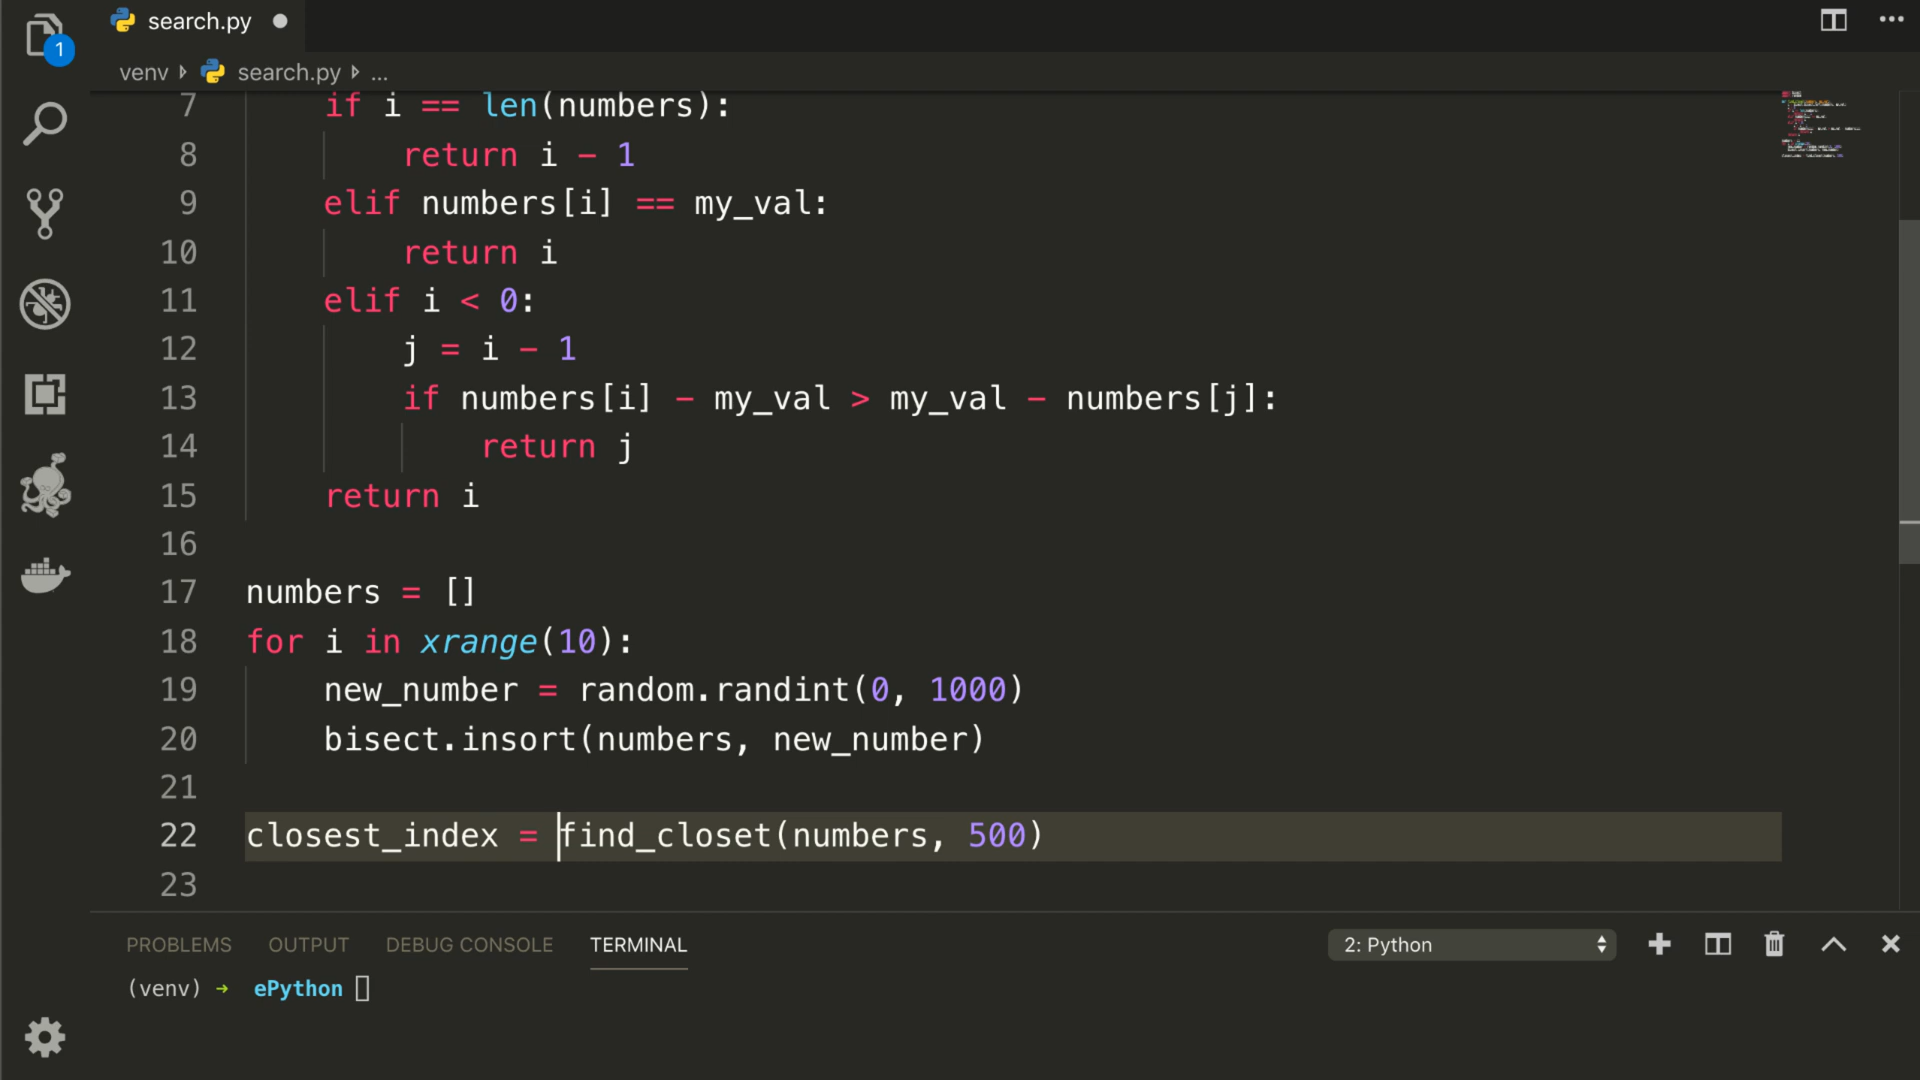 1
search.py
venv search.py ...
7 if i == len(numbers):
8 return i - 1
9 elif numbers[i] == my_val:
10 return i
11 elif i < 0:
12 j = i - 1
13 if numbers[i] - my_val > my_val - numbers[j]:
14 return j
15 return i
16
17 numbers = []
18 for i in xrange(10):
19 new_number = random.randint(0, 1000)
20 bisect.insort(numbers, new_number)
21
22 closest_index = find_closet(numbers, 500)
23
PROBLEMS OUTPUT DEBUG CONSOLE TERMINAL 2: Python
(venv) → ePython